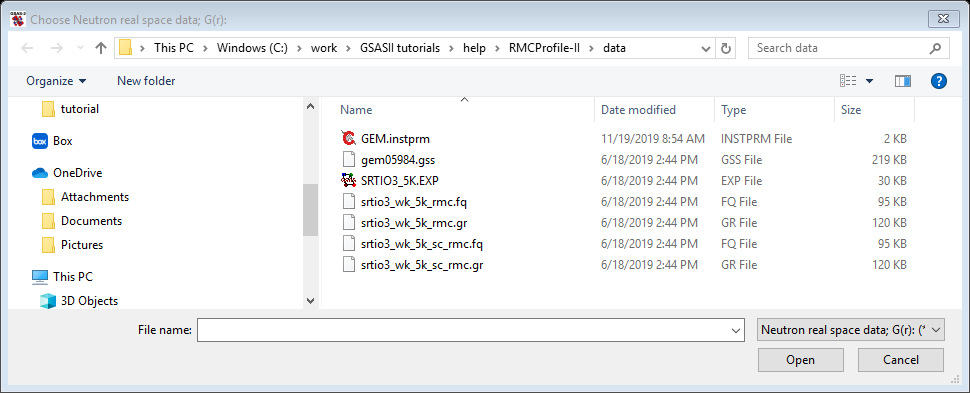 Choose Neutron real space data; G(r):
This PC > Windows (C:) > work > GSASII tutorials > help > RMCProfile-II > data
Search data
Organize
New folder
tutorial
Box
OneDrive
Attachments
Documents
Pictures
This PC
3D Objects
Name Date modified Type Size
GEM.instprm 11/19/2019 8:54 AM INSTPRM File 2 KB
gem05984.gss 6/18/2019 2:44 PM GSS File 219 KB
SRTIO3_5K.EXP 6/18/2019 2:44 PM EXP File 30 KB
srtio3_wk_5k_rmc.fq 6/18/2019 2:44 PM FQ File 95 KB
srtio3_wk_5k_rmc.gr 6/18/2019 2:44 PM GR File 120 KB
srtio3_wk_5k_sc_rmc.fq 6/18/2019 2:44 PM FQ File 95 KB
srtio3_wk_5k_sc_rmc.gr 6/18/2019 2:44 PM GR File 120 KB
File name:
Neutron real space data; G(r): (*
Open
Cancel